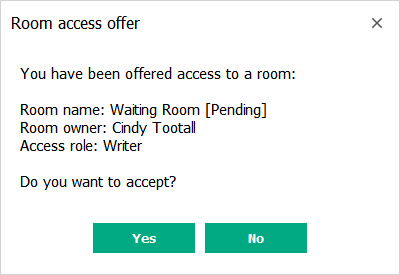 Room access offer
You have been offered access to a room:
Room name: Waiting Room [Pending]
Room owner: Cindy Tootall
Access role: Writer
Do you want to accept?
Yes No